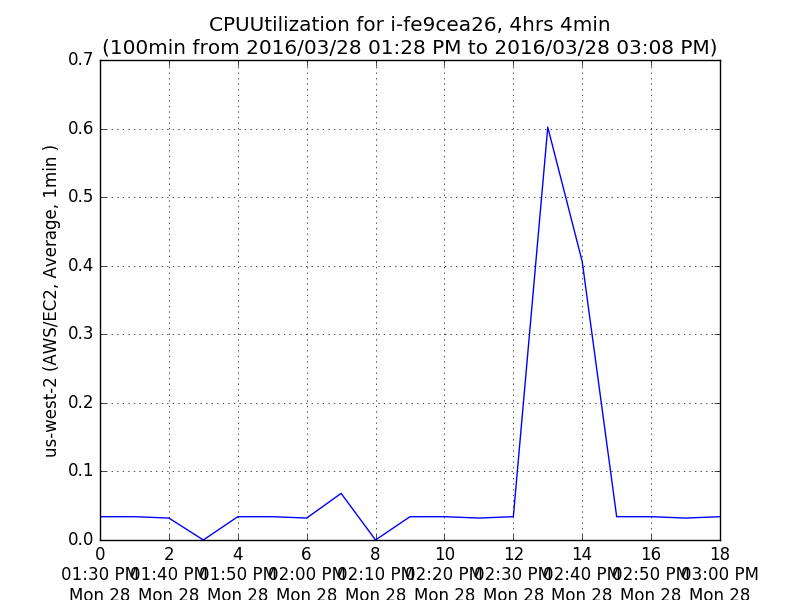 CPUUtilization for i-fe9cea26, 4hrs 4min
(100min from 2016/03/28 01:28 PM to 2016/03/28 03:08 PM)
us-west-2 (AWS/EC2, Average, 1min )
0.7
0.6
0.5
0.4
0.3
0.2
0.1
0.0
0 2 4 6 8 10 12 14 16 18
01:30 PM 01:40 PM 01:50 PM 02:00 PM 02:10 PM 02:20 PM 02:30 PM 02:40 PM 02:50 PM 03:00 PM
Mon 28 Mon 28 Mon 28 Mon 28 Mon 28 Mon 28 Mon 28 Mon 28 Mon 28 Mon 28